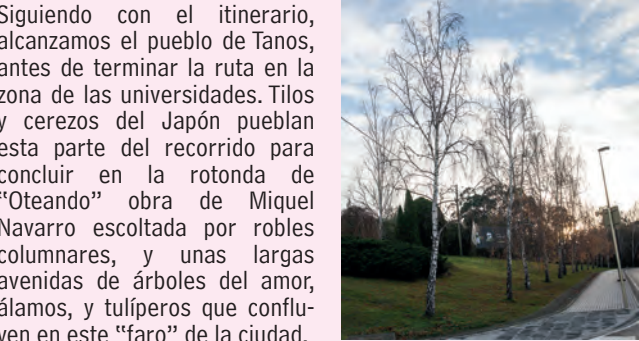 Siguiendo con el itinerario,
alcanzamos el pueblo de Tanos,
antes de terminar la ruta en la
zona de las universidades. Tilos
y cerezos del Japón pueblan
esta parte del recorrido para
concluir en la rotonda de
“Oteando” obra de Miquel
Navarro escoltada por robles
columnares, y unas largas
avenidas de árboles del amor,
álamos, y tulíperos que conflu-
yen en este “faro” de la ciudad.